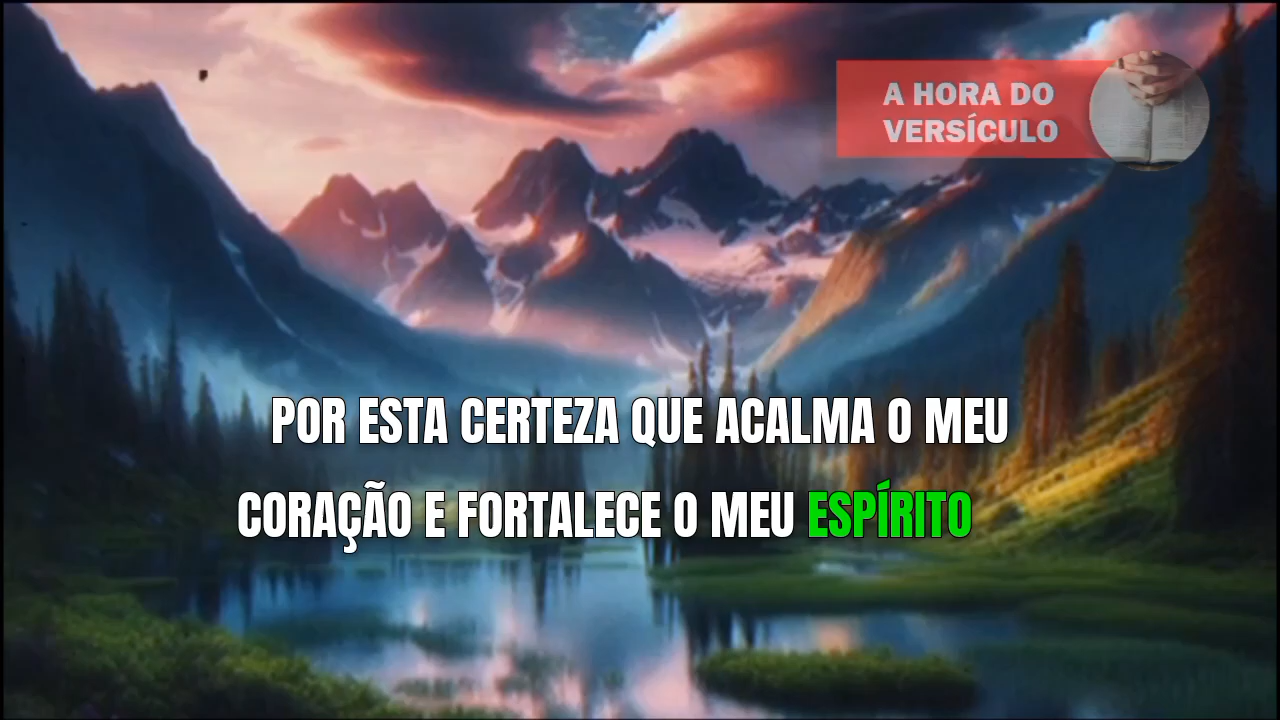 A HORA DO
VERSÍCULO
POR ESTA CERTEZA QUE ACALMA O MEU
CORAÇÃO E FORTALECE O MEU ESPÍRITO